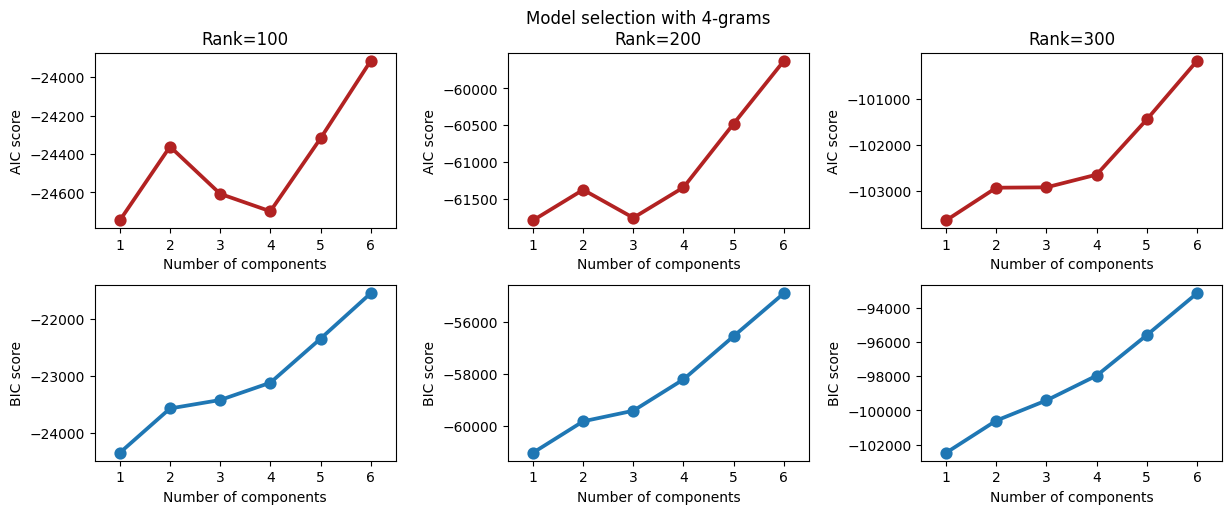 Model selection with 4-grams
Rank=100
−24000
−24200
−24400
−24600
AIC score
1 2 3 4 5 6
Number of components
Rank=200
−60000
−60500
−61000
−61500
AIC score
1 2 3 4 5 6
Number of components
Rank=300
−101000
−102000
−103000
AIC score
1 2 3 4 5 6
Number of components
−22000
−23000
−24000
BIC score
1 2 3 4 5 6
Number of components
−56000
−58000
−60000
BIC score
1 2 3 4 5 6
Number of components
−94000
−96000
−98000
−100000
−102000
BIC score
1 2 3 4 5 6
Number of components